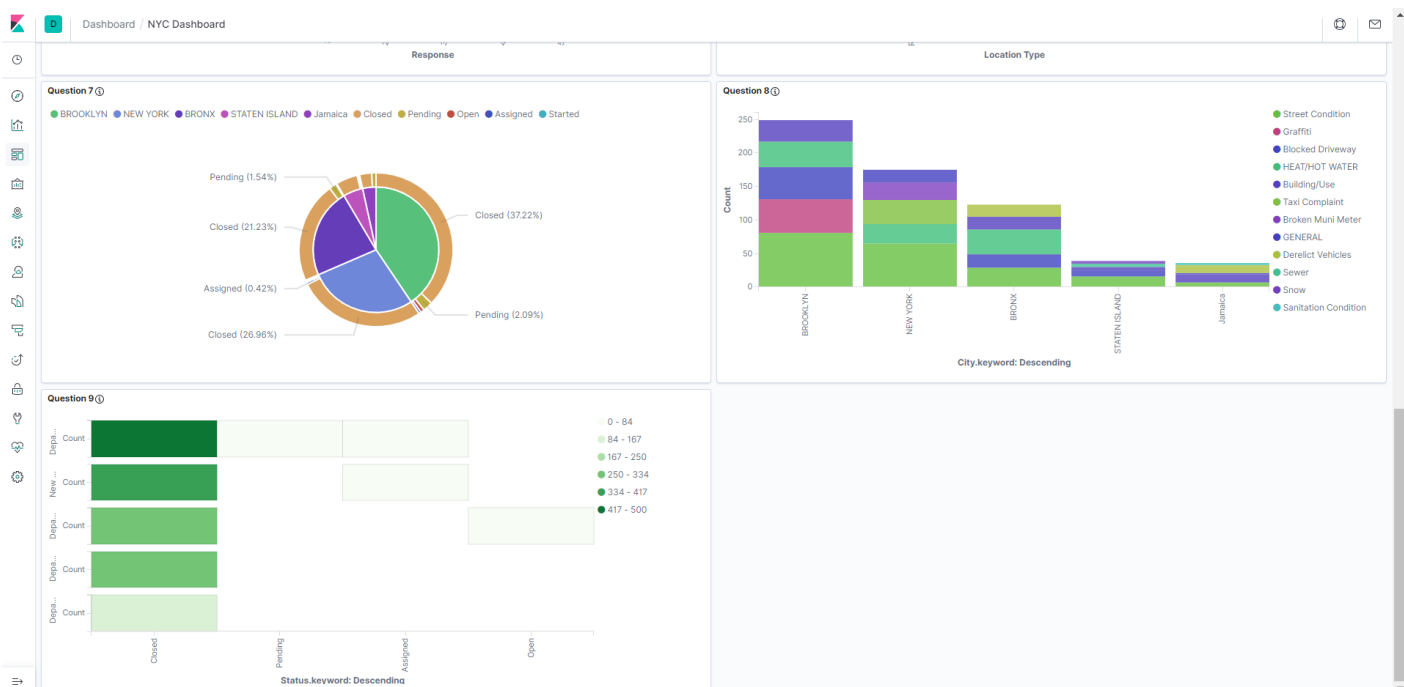 D Dashboard / NYC Dashboard
Response
Location Type
Question 7
BROOKLYN NEW YORK BRONX STATEN ISLAND Jamaica Closed Pending Open Assigned Started
Pending (1.54%)
Closed (37.22%)
Closed (21.23%)
Assigned (0.42%)
Pending (2.09%)
Closed (26.96%)
Question 8
250
200
150
100
50
0
Count
BROOKLYN
NEW YORK
BRONX
STATEN ISLAND
Jamaica
City.keyword: Descending
Street Condition
Graffiti
Blocked Driveway
HEAT/HOT WATER
Building/Use
Taxi Complaint
Broken Muni Meter
GENERAL
Derelict Vehicles
Sewer
Snow
Sanitation Condition
Question 9
Depa... Count
New ... Count
Depa... Count
Depa... Count
Depa... Count
Closed
Pending
Assigned
Open
Status.keyword: Descending
0 - 84
84 - 167
167 - 250
250 - 334
334 - 417
417 - 500